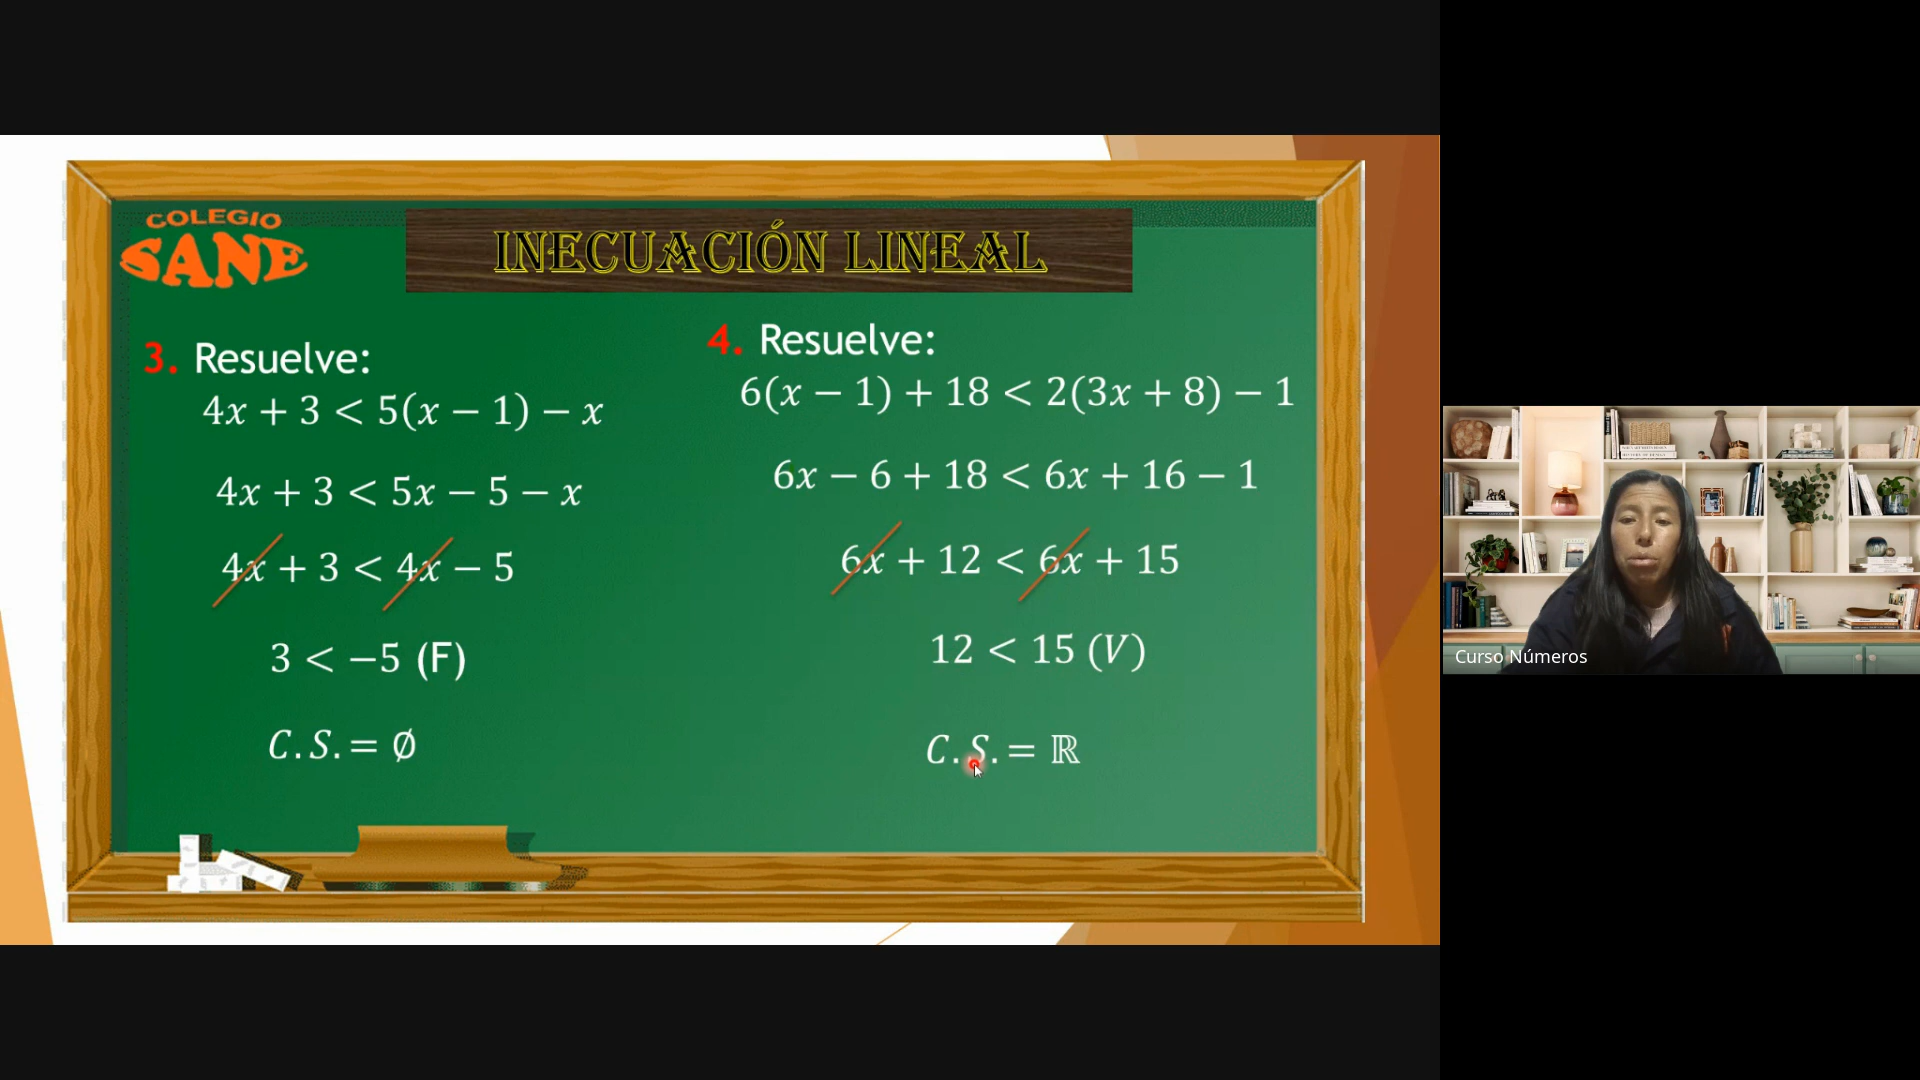 COLEGIO
SANE
INECUACIÓN LINEAL
3. Resuelve:
4x + 3 < 5(x − 1) − x
4x + 3 < 5x − 5 − x
4x + 3 < 4x − 5
3 < −5 (F)
C.S. = ∅
4. Resuelve:
6(x − 1) + 18 < 2(3x + 8) − 1
6x − 6 + 18 < 6x + 16 − 1
6x + 12 < 6x + 15
12 < 15 (V)
C.S. = ℝ
Curso Números